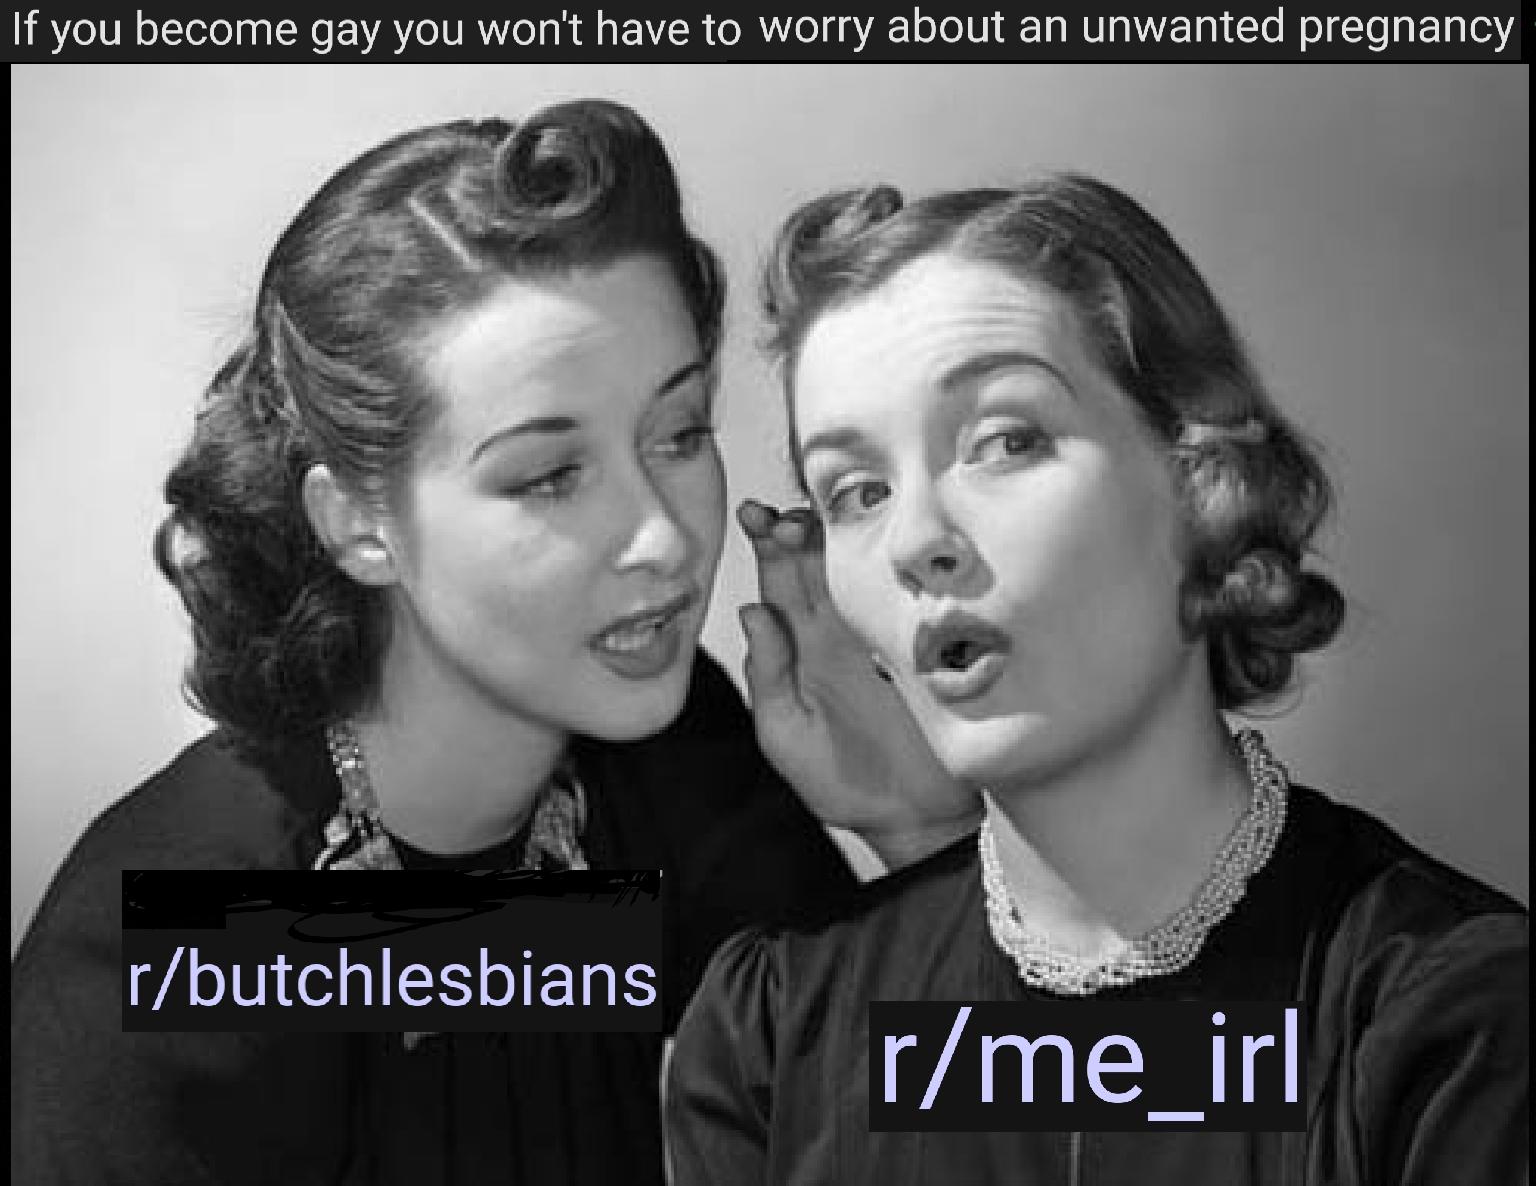 If you become gay you won't have to worry about an unwanted pregnancy
r/butchlesbians
r/me_irl